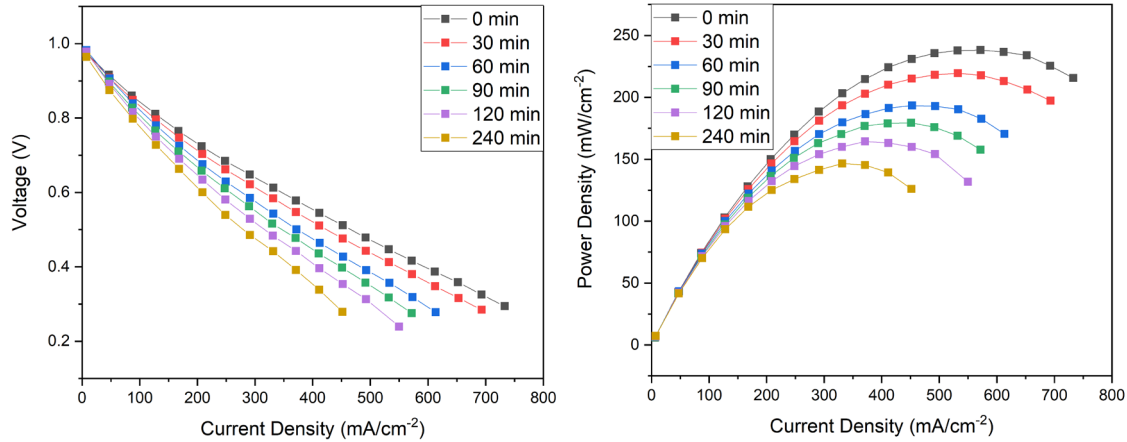 1.0
0.8
0.6
0.4
0.2
0
100
200
300
400
500
600
700
800
Voltage (V)
Current Density (mA/cm⁻²)
0 min
30 min
60 min
90 min
120 min
240 min
250
200
150
100
50
0
0
100
200
300
400
500
600
700
800
Power Density (mW/cm⁻²)
Current Density (mA/cm⁻²)
0 min
30 min
60 min
90 min
120 min
240 min